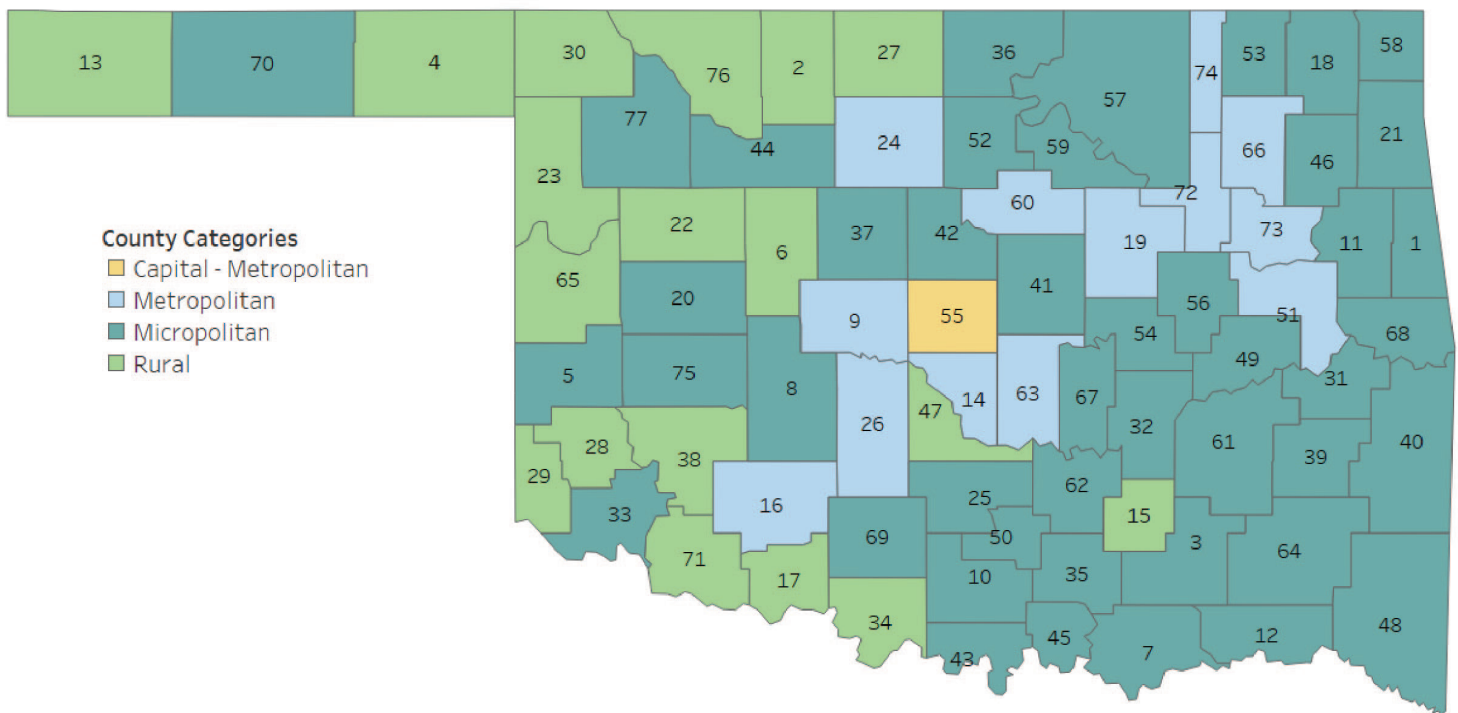 13 70 4 30 76 2 27 36 57 74 53 18 58
77 44 24 52 59 66 46 21
23 72
22 6 37 42 60 19 73 11 1
County Categories
Capital - Metropolitan
Metropolitan
Micropolitan
Rural
65 20 9 55 41 56 51 68
5 75 8 26 47 14 63 67 54 49 31
29 28 38 32 61 39 40
33 16 69 25 62 15 3 64
71 17 50 10 35
34 43 45 7 12 48